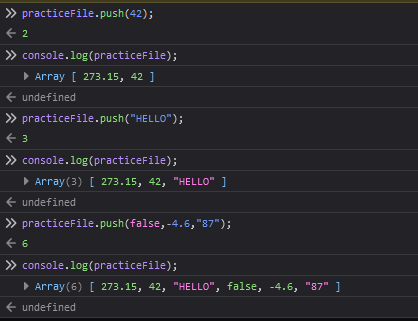 practiceFile.push(42);
2
console.log(practiceFile);
Array [ 273.15, 42 ]
undefined
practiceFile.push("HELLO");
3
console.log(practiceFile);
Array(3) [ 273.15, 42, "HELLO" ]
undefined
practiceFile.push(false,-4.6,"87");
6
console.log(practiceFile);
Array(6) [ 273.15, 42, "HELLO", false, -4.6, "87" ]
undefined